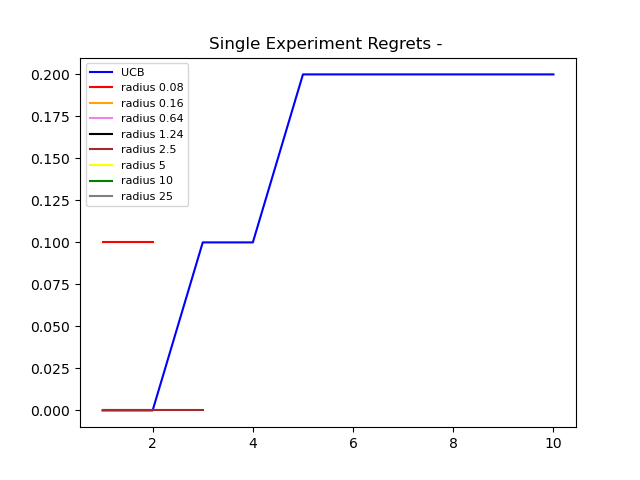 Single Experiment Regrets -
0.200
0.175
0.150
0.125
0.100
0.075
0.050
0.025
0.000
UCB
radius 0.08
radius 0.16
radius 0.64
radius 1.24
radius 2.5
radius 5
radius 10
radius 25
2 4 6 8 10